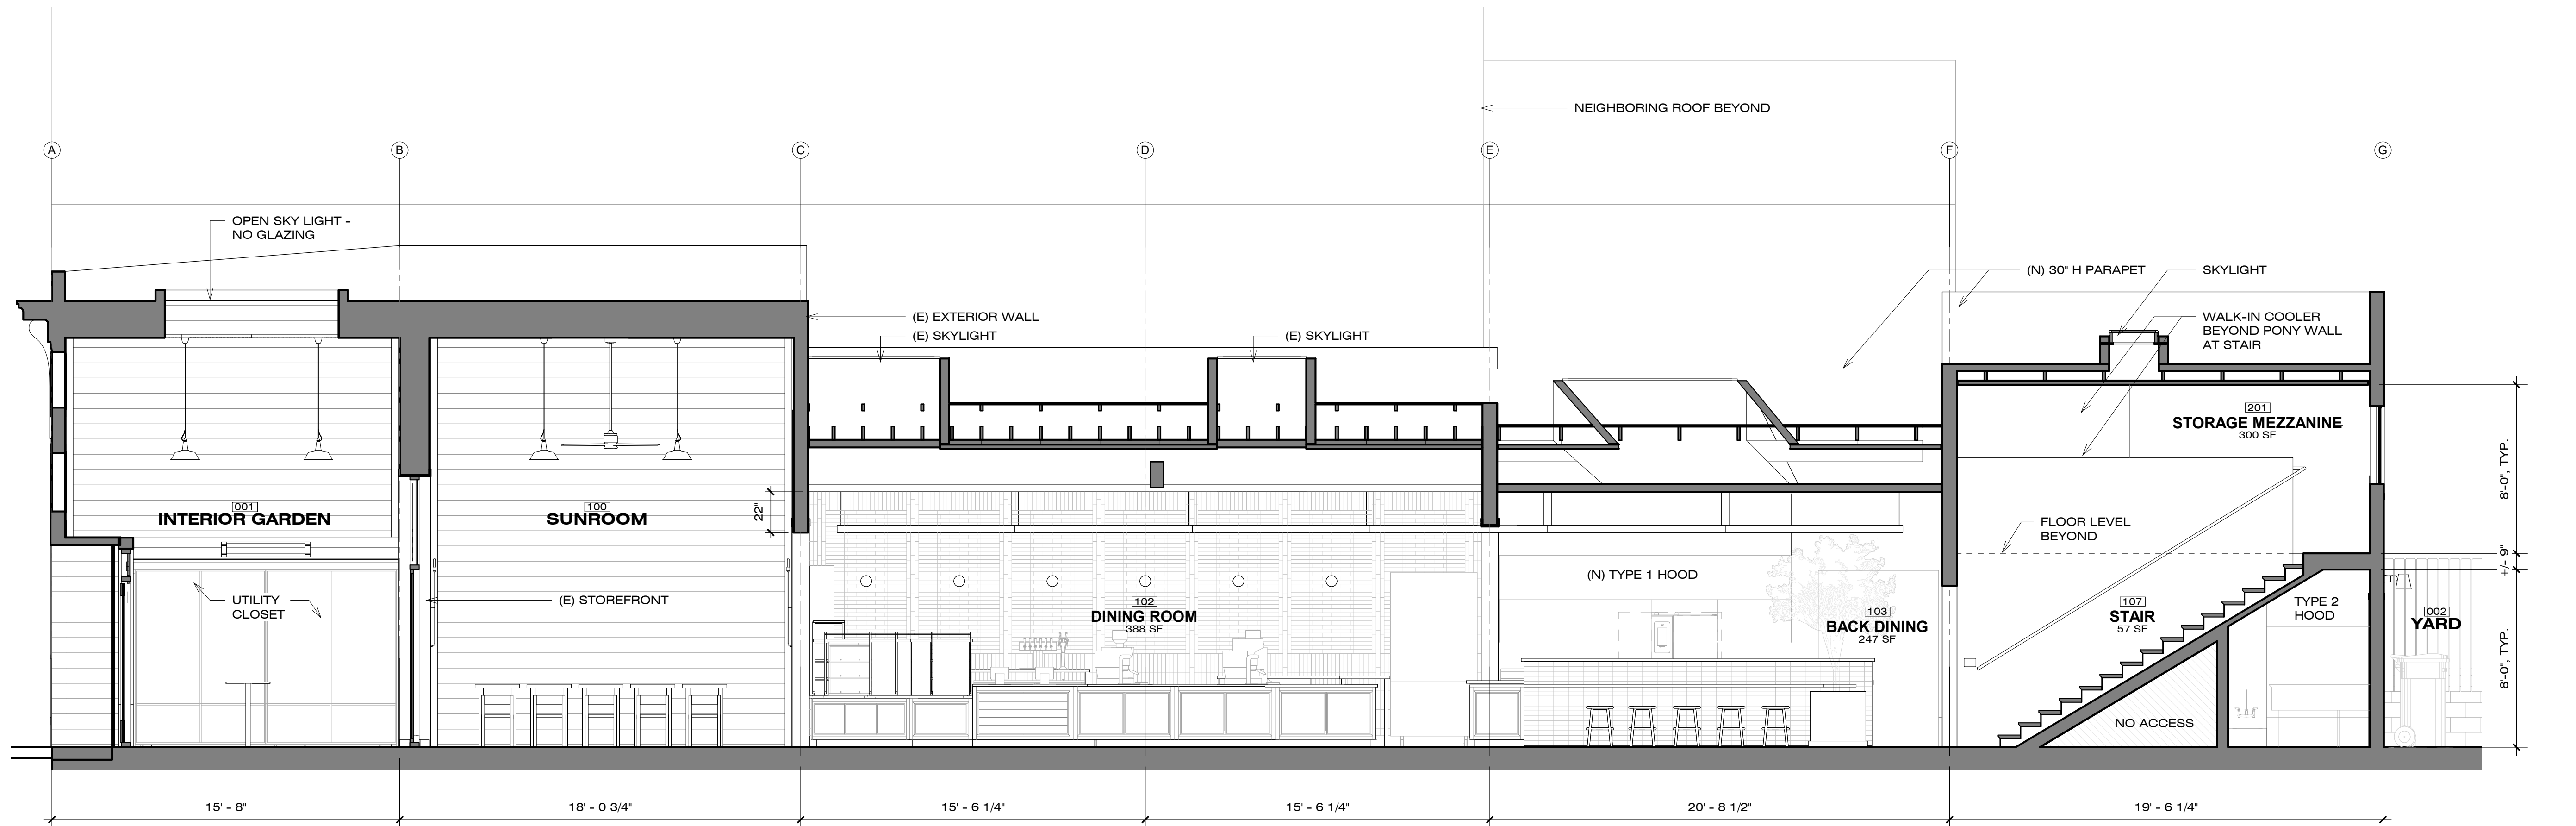 NEIGHBORING ROOF BEYOND
A
B
C
D
E
F
G
OPEN SKY LIGHT -
NO GLAZING
(N) 30" H PARAPET
SKYLIGHT
(E) EXTERIOR WALL
(E) SKYLIGHT
(E) SKYLIGHT
WALK-IN COOLER
BEYOND PONY WALL
AT STAIR
201
STORAGE MEZZANINE
300 SF
8'-0", TYP.
001
INTERIOR GARDEN
100
SUNROOM
22"
FLOOR LEVEL
BEYOND
+/- 9"
(N) TYPE 1 HOOD
UTILITY
CLOSET
(E) STOREFRONT
102
DINING ROOM
388 SF
103
BACK DINING
247 SF
107
STAIR
57 SF
TYPE 2
HOOD
002
YARD
8'-0", TYP.
NO ACCESS
15' - 8"
18' - 0 3/4"
15' - 6 1/4"
15' - 6 1/4"
20' - 8 1/2"
19' - 6 1/4"